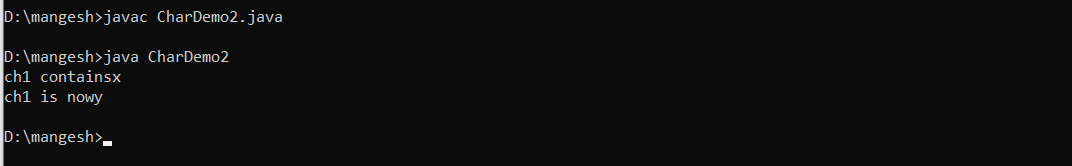 D:\mangesh>javac CharDemo2.java
D:\mangesh>java CharDemo2
ch1 containsx
ch1 is nowy
D:\mangesh>